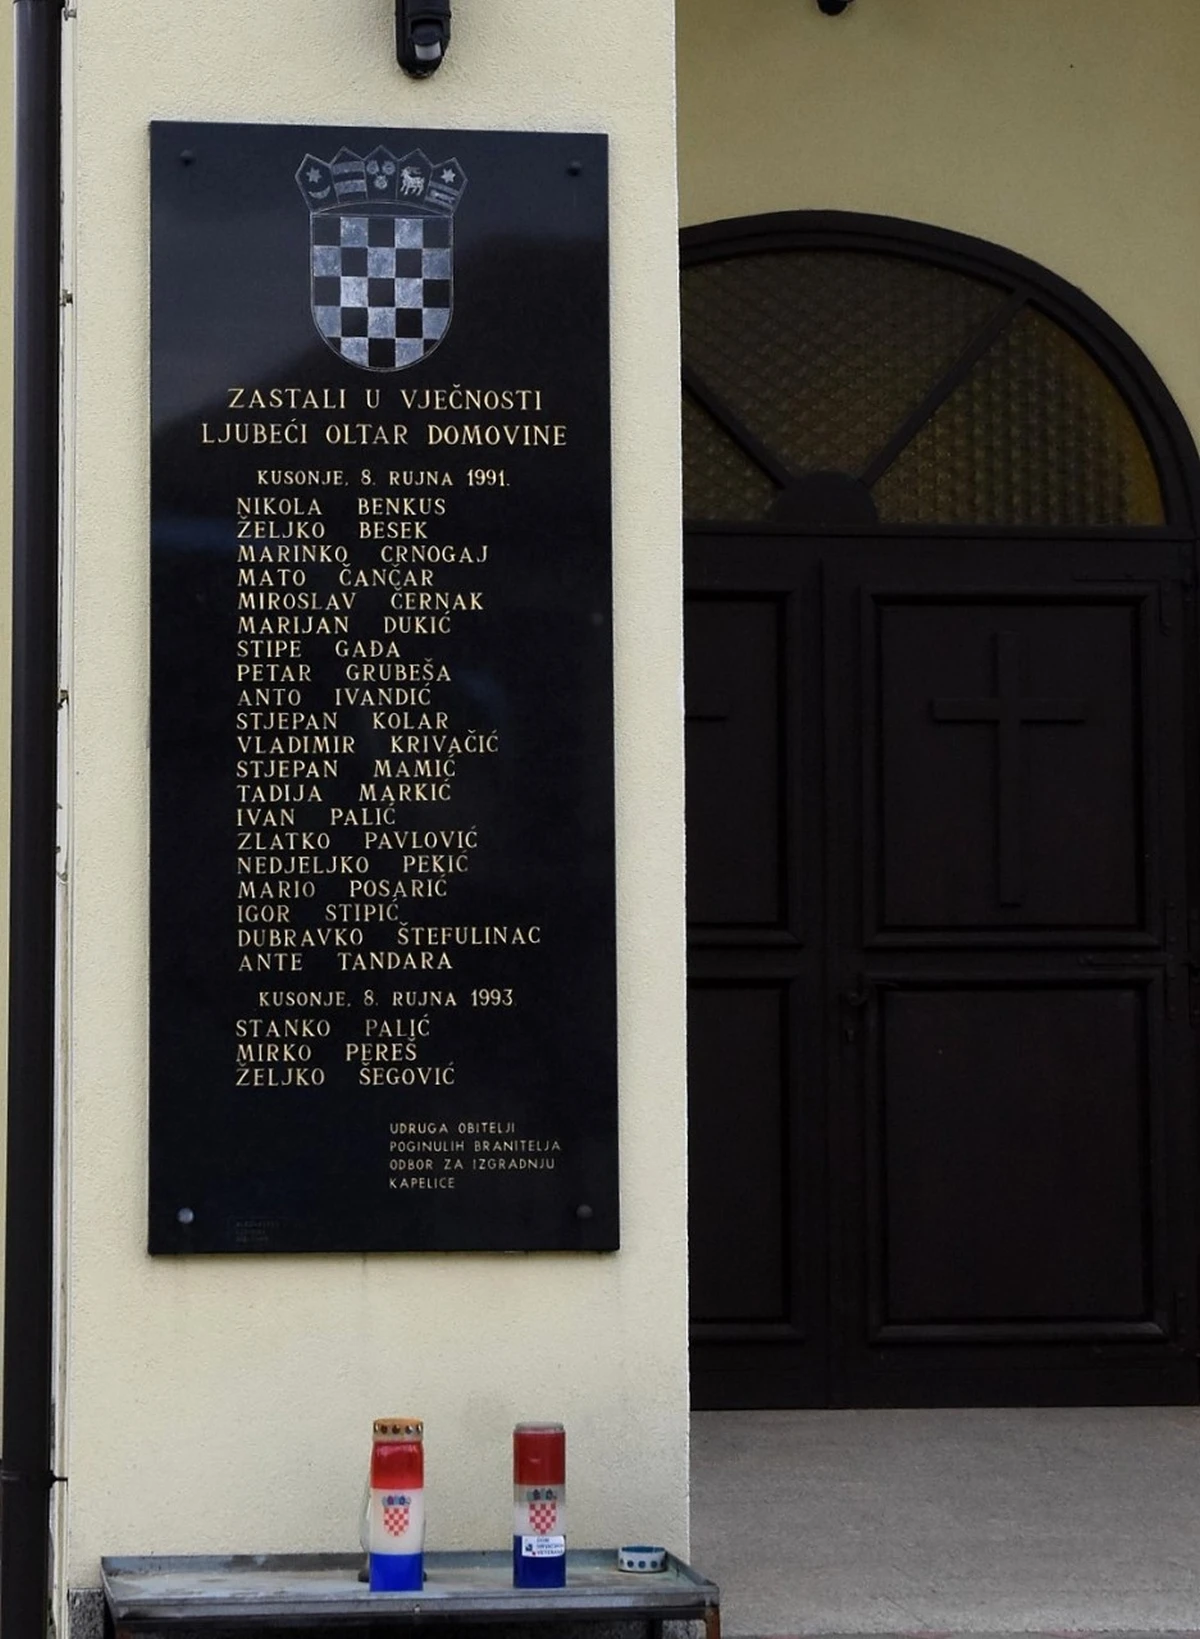 ZASTALI U VJEČNOSTI
LJUBEĆI OLTAR DOMOVINE
KUSONJE, 8. RUJNA 1991.
NIKOLA BENKUS
ŽELJKO BESEK
MARINKO CRNOGAJ
MATO ČANČAR
MIROSLAV ČERNAK
MARIJAN DUKIĆ
STIPE GAĐA
PETAR GRUBEŠA
ANTO IVANDIĆ
STJEPAN KOLAR
VLADIMIR KRIVAČIĆ
STJEPAN MAMIĆ
TADIJA MARKIĆ
IVAN PALIĆ
ZLATKO PAVLOVIĆ
NEDJELJKO PEKIĆ
MARIO POSARIĆ
IGOR STIPIĆ
DUBRAVKO ŠTEFULINAC
ANTE TANDARA
KUSONJE, 8. RUJNA 1993.
STANKO PALIĆ
MIRKO PEREŠ
ŽELJKO ŠEGOVIĆ
UDRUGA OBITELJI
POGINULIH BRANITELJA
ODBOR ZA IZGRADNJU
KAPELICE